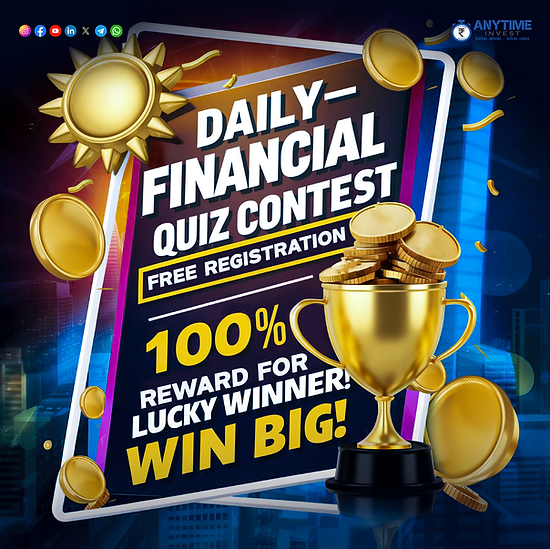 ANYTIME
INVEST
DAILY–
FINANCIAL
QUIZ CONTEST
FREE REGISTRATION
100%
REWARD FOR
LUCKY WINNER!
WIN BIG!